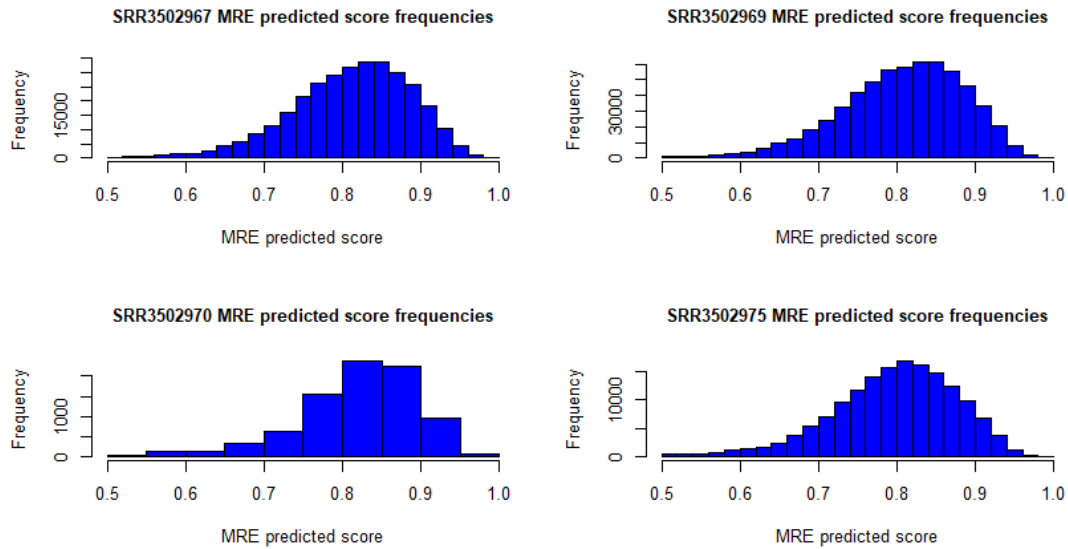 SRR3502967 MRE predicted score frequencies
Frequency
0
15000
0.5 0.6 0.7 0.8 0.9 1.0
MRE predicted score
SRR3502969 MRE predicted score frequencies
Frequency
0
30000
0.5 0.6 0.7 0.8 0.9 1.0
MRE predicted score
SRR3502970 MRE predicted score frequencies
Frequency
0
1000
0.5 0.6 0.7 0.8 0.9 1.0
MRE predicted score
SRR3502975 MRE predicted score frequencies
Frequency
0
10000
0.5 0.6 0.7 0.8 0.9 1.0
MRE predicted score